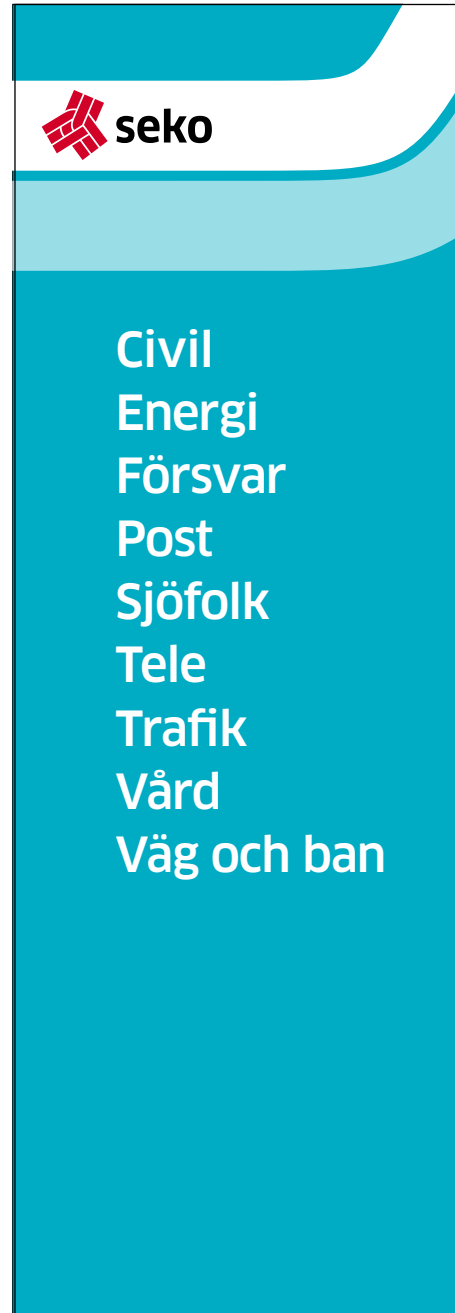 seko
Civil
Energi
Försvar
Post
Sjöfolk
Tele
Trafik
Vård
Väg och ban